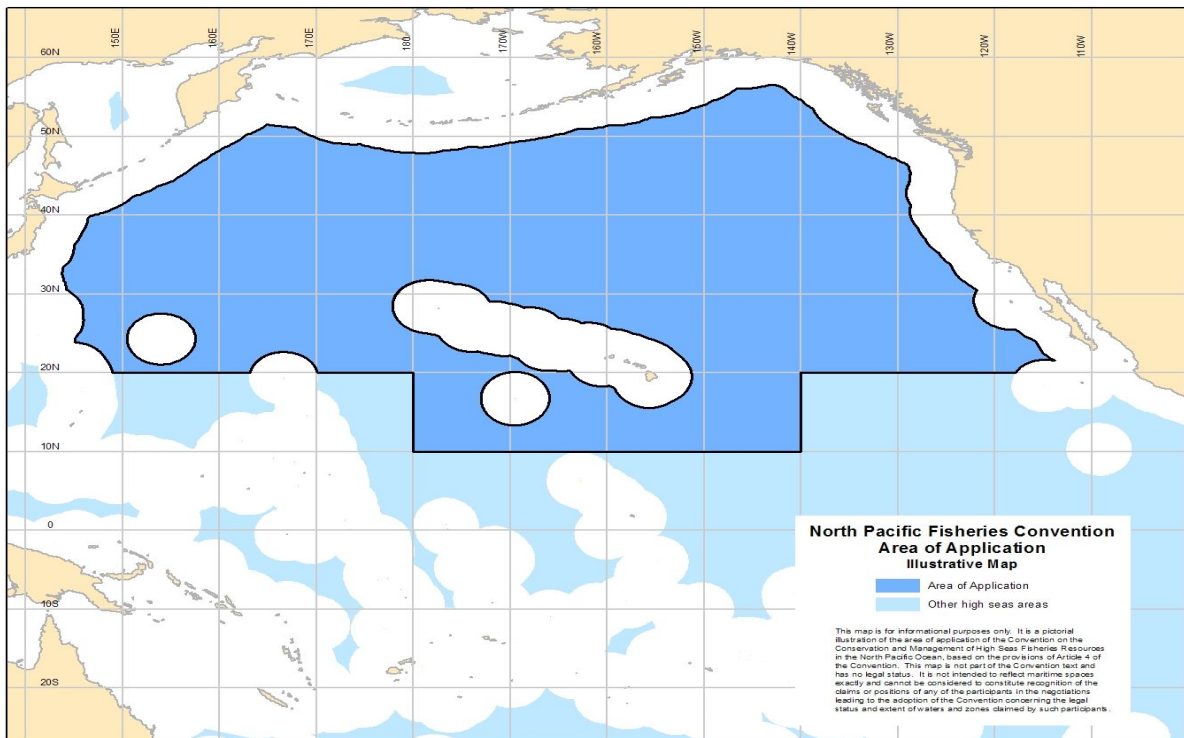 150E 160E 170E 180 170W 160W 150W 140W 130W 120W 110W
60N
50N
40N
30N
20N
10N
0
10S
20S
North Pacific Fisheries Convention
Area of Application
Illustrative Map
Area of Application
Other high seas areas
This map is for informational purposes only. It is a pictorial
illustration of the area of application of the Convention on the
Conservation and Management of High Seas Fisheries Resources
in the North Pacific Ocean, based on the provisions of Article 4 of
the Convention. This map is not part of the Convention text and
has no legal status. It is not intended to reflect maritime spaces
exactly and cannot be considered to constitute recognition of the
claims or positions of any of the participants in the negotiations
leading to the adoption of the Convention concerning the legal
status and extent of waters and zones claimed by such participants.